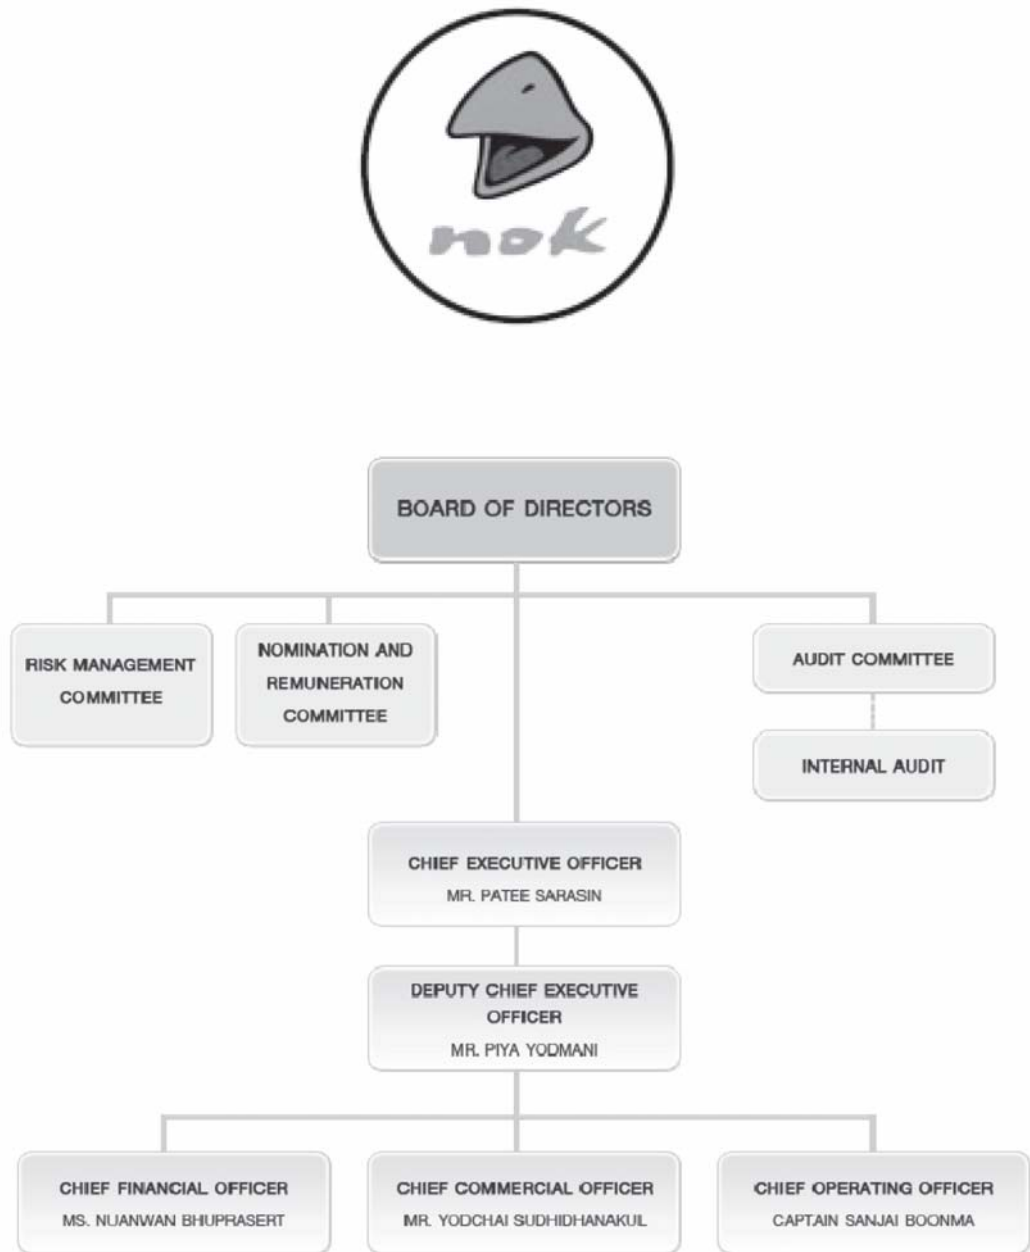 nok
BOARD OF DIRECTORS
RISK MANAGEMENT
COMMITTEE
NOMINATION AND
REMUNERATION
COMMITTEE
AUDIT COMMITTEE
INTERNAL AUDIT
CHIEF EXECUTIVE OFFICER
MR. PATEE SARASIN
DEPUTY CHIEF EXECUTIVE
OFFICER
MR. PIYA YODMANI
CHIEF FINANCIAL OFFICER
MS. NUANWAN BHUPRASERT
CHIEF COMMERCIAL OFFICER
MR. YODCHAI SUDHIDHANAKUL
CHIEF OPERATING OFFICER
CAPTAIN SANJAI BOONMA